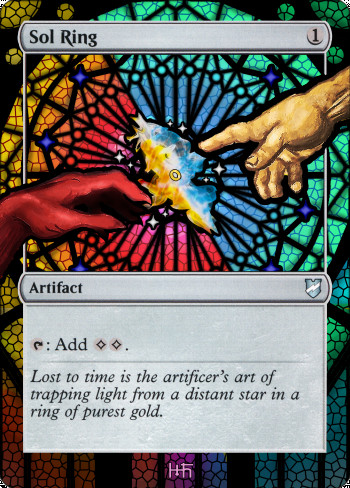 Sol Ring 1
Artifact
: Add .
Lost to time is the artificer's art of
trapping light from a distant star in a
ring of purest gold.